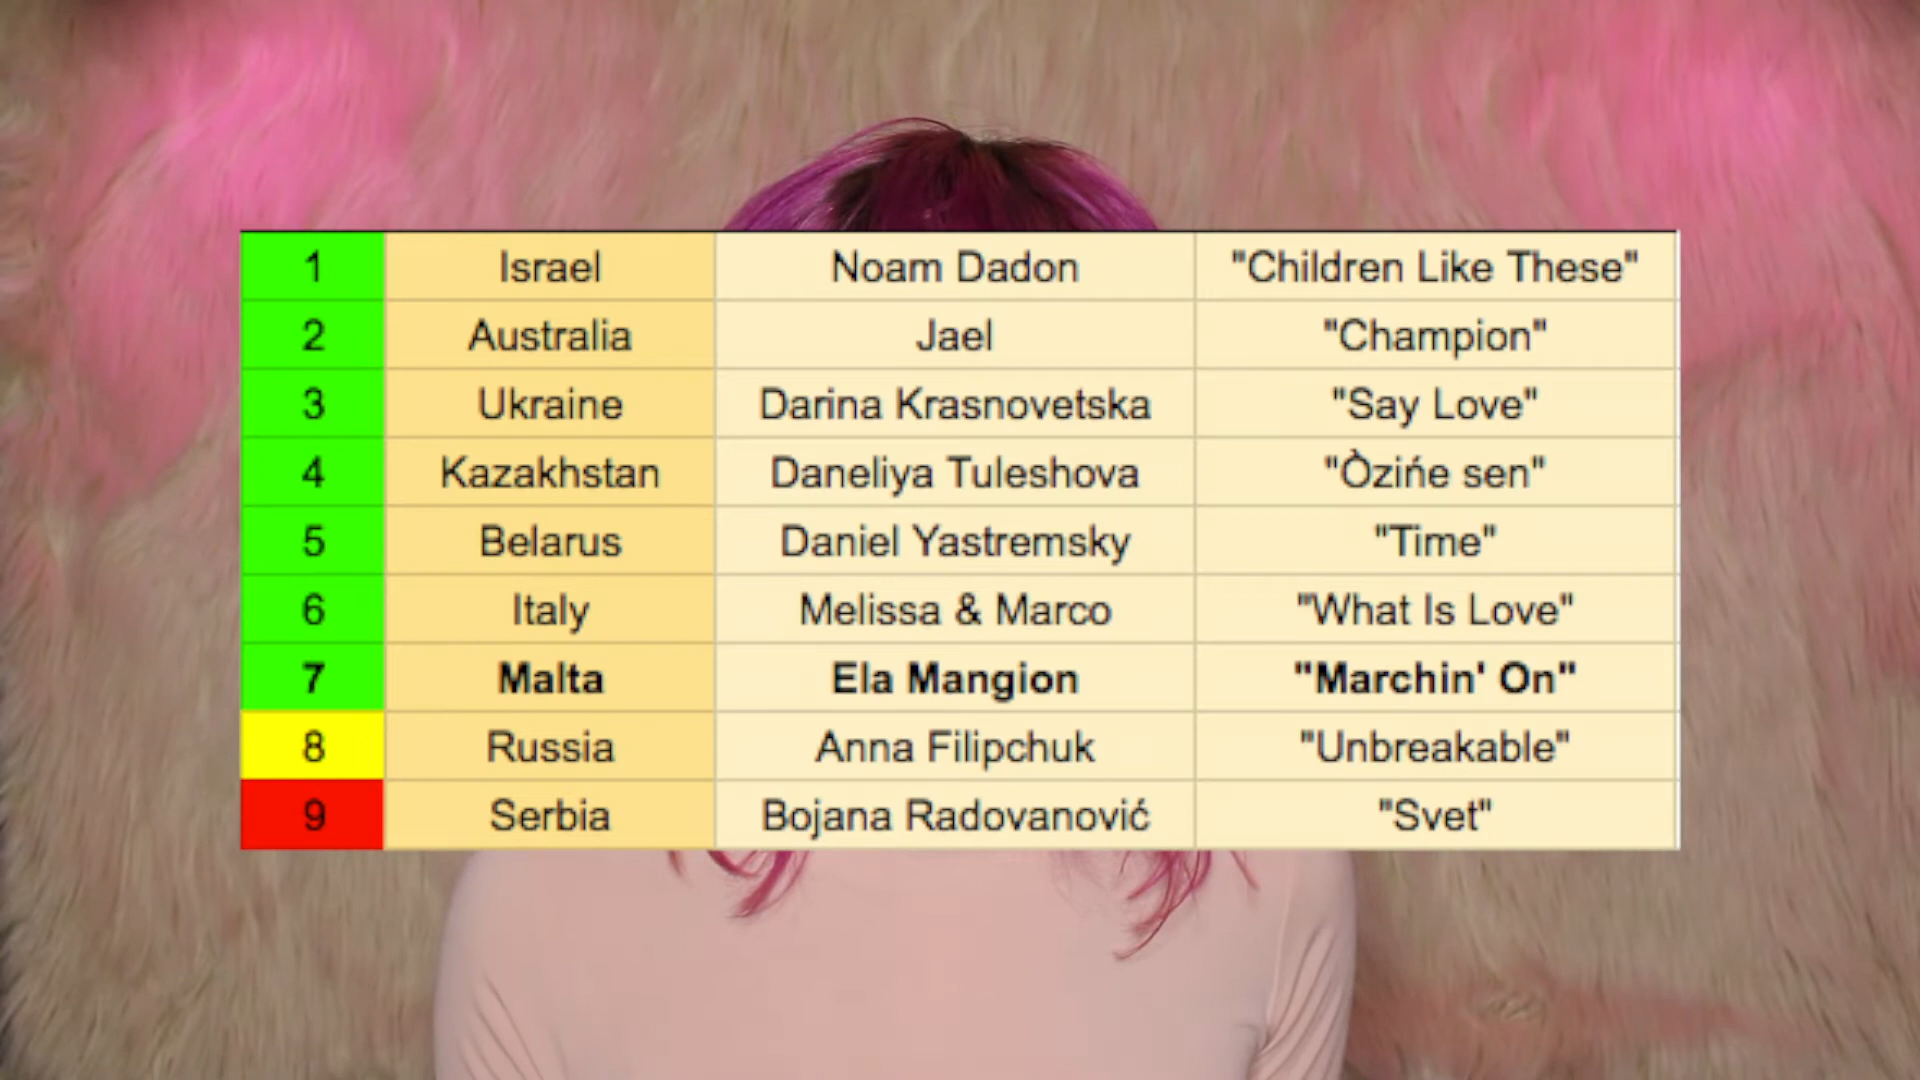 1 Israel Noam Dadon "Children Like These"
2 Australia Jael "Champion"
3 Ukraine Darina Krasnovetska "Say Love"
4 Kazakhstan Daneliya Tuleshova "Òzińe sen"
5 Belarus Daniel Yastremsky "Time"
6 Italy Melissa & Marco "What Is Love"
7 Malta Ela Mangion "Marchin' On"
8 Russia Anna Filipchuk "Unbreakable"
9 Serbia Bojana Radovanović "Svet"